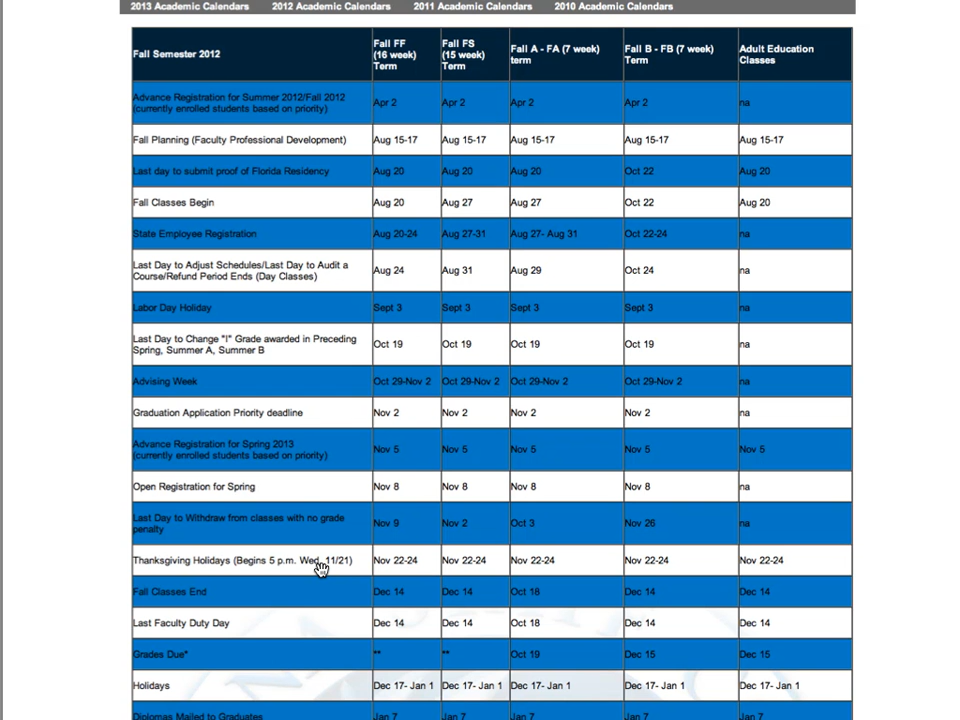 2013 Academic Calendars 2012 Academic Calendars 2011 Academic Calendars 2010 Academic Calendars
Fall Semester 2012 Fall FF (16 week) Term Fall FS (15 week) Term Fall A - FA (7 week) term Fall B - FB (7 week) Term Adult Education Classes
Advance Registration for Summer 2012/Fall 2012
(currently enrolled students based on priority) Apr 2 Apr 2 Apr 2 Apr 2 na
Fall Planning (Faculty Professional Development) Aug 15-17 Aug 15-17 Aug 15-17 Aug 15-17 Aug 15-17
Last day to submit proof of Florida Residency Aug 20 Aug 20 Aug 20 Oct 22 Aug 20
Fall Classes Begin Aug 20 Aug 27 Aug 27 Oct 22 Aug 20
State Employee Registration Aug 20-24 Aug 27-31 Aug 27- Aug 31 Oct 22-24 na
Last Day to Adjust Schedules/Last Day to Audit a
Course/Refund Period Ends (Day Classes) Aug 24 Aug 31 Aug 29 Oct 24 na
Labor Day Holiday Sept 3 Sept 3 Sept 3 Sept 3 na
Last Day to Change "I" Grade awarded in Preceding
Spring, Summer A, Summer B Oct 19 Oct 19 Oct 19 Oct 19 na
Advising Week Oct 29-Nov 2 Oct 29-Nov 2 Oct 29-Nov 2 Oct 29-Nov 2 na
Graduation Application Priority deadline Nov 2 Nov 2 Nov 2 Nov 2 na
Advance Registration for Spring 2013
(currently enrolled students based on priority) Nov 5 Nov 5 Nov 5 Nov 5 Nov 5
Open Registration for Spring Nov 8 Nov 8 Nov 8 Nov 8 na
Last Day to Withdraw from classes with no grade
penalty Nov 9 Nov 2 Oct 3 Nov 26 na
Thanksgiving Holidays (Begins 5 p.m. Wed. 11/21) Nov 22-24 Nov 22-24 Nov 22-24 Nov 22-24 Nov 22-24
Fall Classes End Dec 14 Dec 14 Oct 18 Dec 14 Dec 14
Last Faculty Duty Day Dec 14 Dec 14 Oct 18 Dec 14 Dec 14
Grades Due* ** ** Oct 19 Dec 15 Dec 15
Holidays Dec 17- Jan 1 Dec 17- Jan 1 Dec 17- Jan 1 Dec 17- Jan 1 Dec 17- Jan 1
Diplomas Mailed to Graduates Jan 7 Jan 7 Jan 7 Jan 7 Jan 7